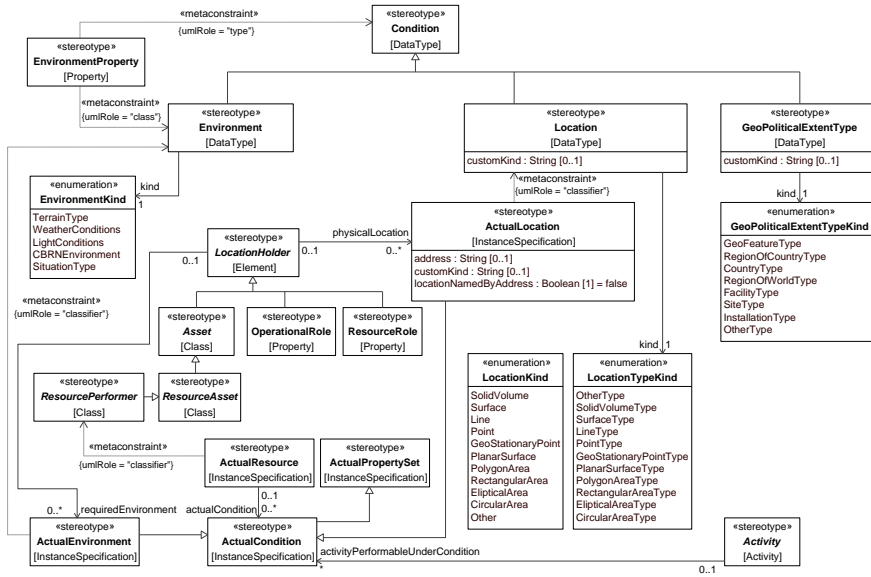 «metaconstraint»
{umlRole = "type"}
«stereotype»
Condition
[DataType]
«stereotype»
EnvironmentProperty
[Property]
«metaconstraint»
{umlRole = "class"}
«stereotype»
Environment
[DataType]
«stereotype»
Location
[DataType]
customKind : String [0..1]
«stereotype»
GeoPoliticalExtentType
[DataType]
customKind : String [0..1]
«metaconstraint»
{umlRole = "classifier"}
kind
1
«enumeration»
EnvironmentKind
TerrainType
WeatherConditions
LightConditions
CBRNEnvironment
SituationType
kind 1
«enumeration»
GeoPoliticalExtentTypeKind
GeoFeatureType
RegionOfCountryType
CountryType
RegionOfWorldType
FacilityType
SiteType
InstallationType
OtherType
«stereotype»
ActualLocation
[InstanceSpecification]
address : String [0..1]
customKind : String [0..1]
locationNamedByAddress : Boolean [1] = false
physicalLocation
0..1
0..*
0..1
«stereotype»
LocationHolder
[Element]
«metaconstraint»
{umlRole = "classifier"}
«stereotype»
Asset
[Class]
«stereotype»
OperationalRole
[Property]
«stereotype»
ResourceRole
[Property]
kind 1
«enumeration»
LocationKind
SolidVolume
Surface
Line
Point
GeoStationaryPoint
PlanarSurface
PolygonArea
RectangularArea
ElipticalArea
CircularArea
Other
«enumeration»
LocationTypeKind
OtherType
SolidVolumeType
SurfaceType
LineType
PointType
GeoStationaryPointType
PlanarSurfaceType
PolygonAreaType
RectangularAreaType
ElipticalAreaType
CircularAreaType
«stereotype»
ResourcePerformer
[Class]
«stereotype»
ResourceAsset
[Class]
«metaconstraint»
{umlRole = "classifier"}
«stereotype»
ActualResource
[InstanceSpecification]
«stereotype»
ActualPropertySet
[InstanceSpecification]
0..1
0..*
requiredEnvironment
actualCondition
0..*
«stereotype»
ActualEnvironment
[InstanceSpecification]
«stereotype»
ActualCondition
[InstanceSpecification]
activityPerformableUnderCondition
*
0..1
«stereotype»
Activity
[Activity]